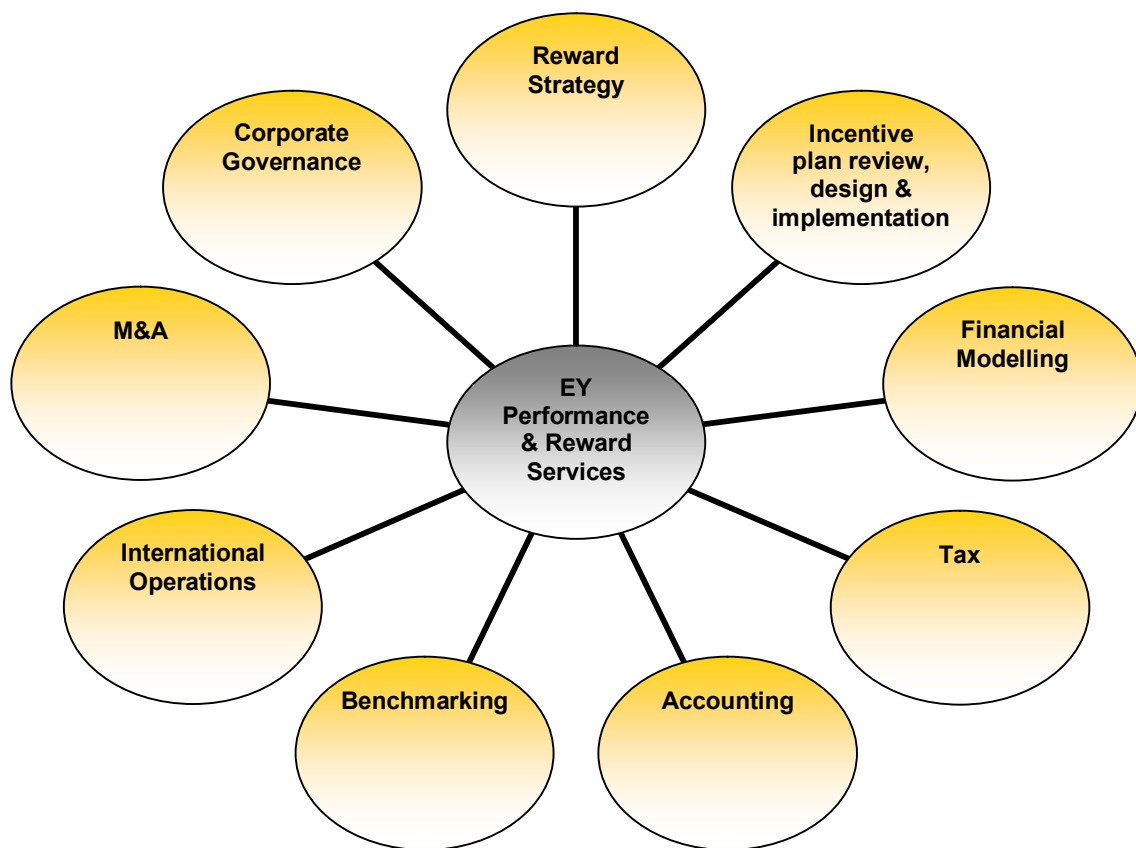 Reward
Strategy
Incentive
plan review,
design &
implementation
Financial
Modelling
Tax
Accounting
Benchmarking
International
Operations
M&A
Corporate
Governance
EY
Performance
& Reward
Services